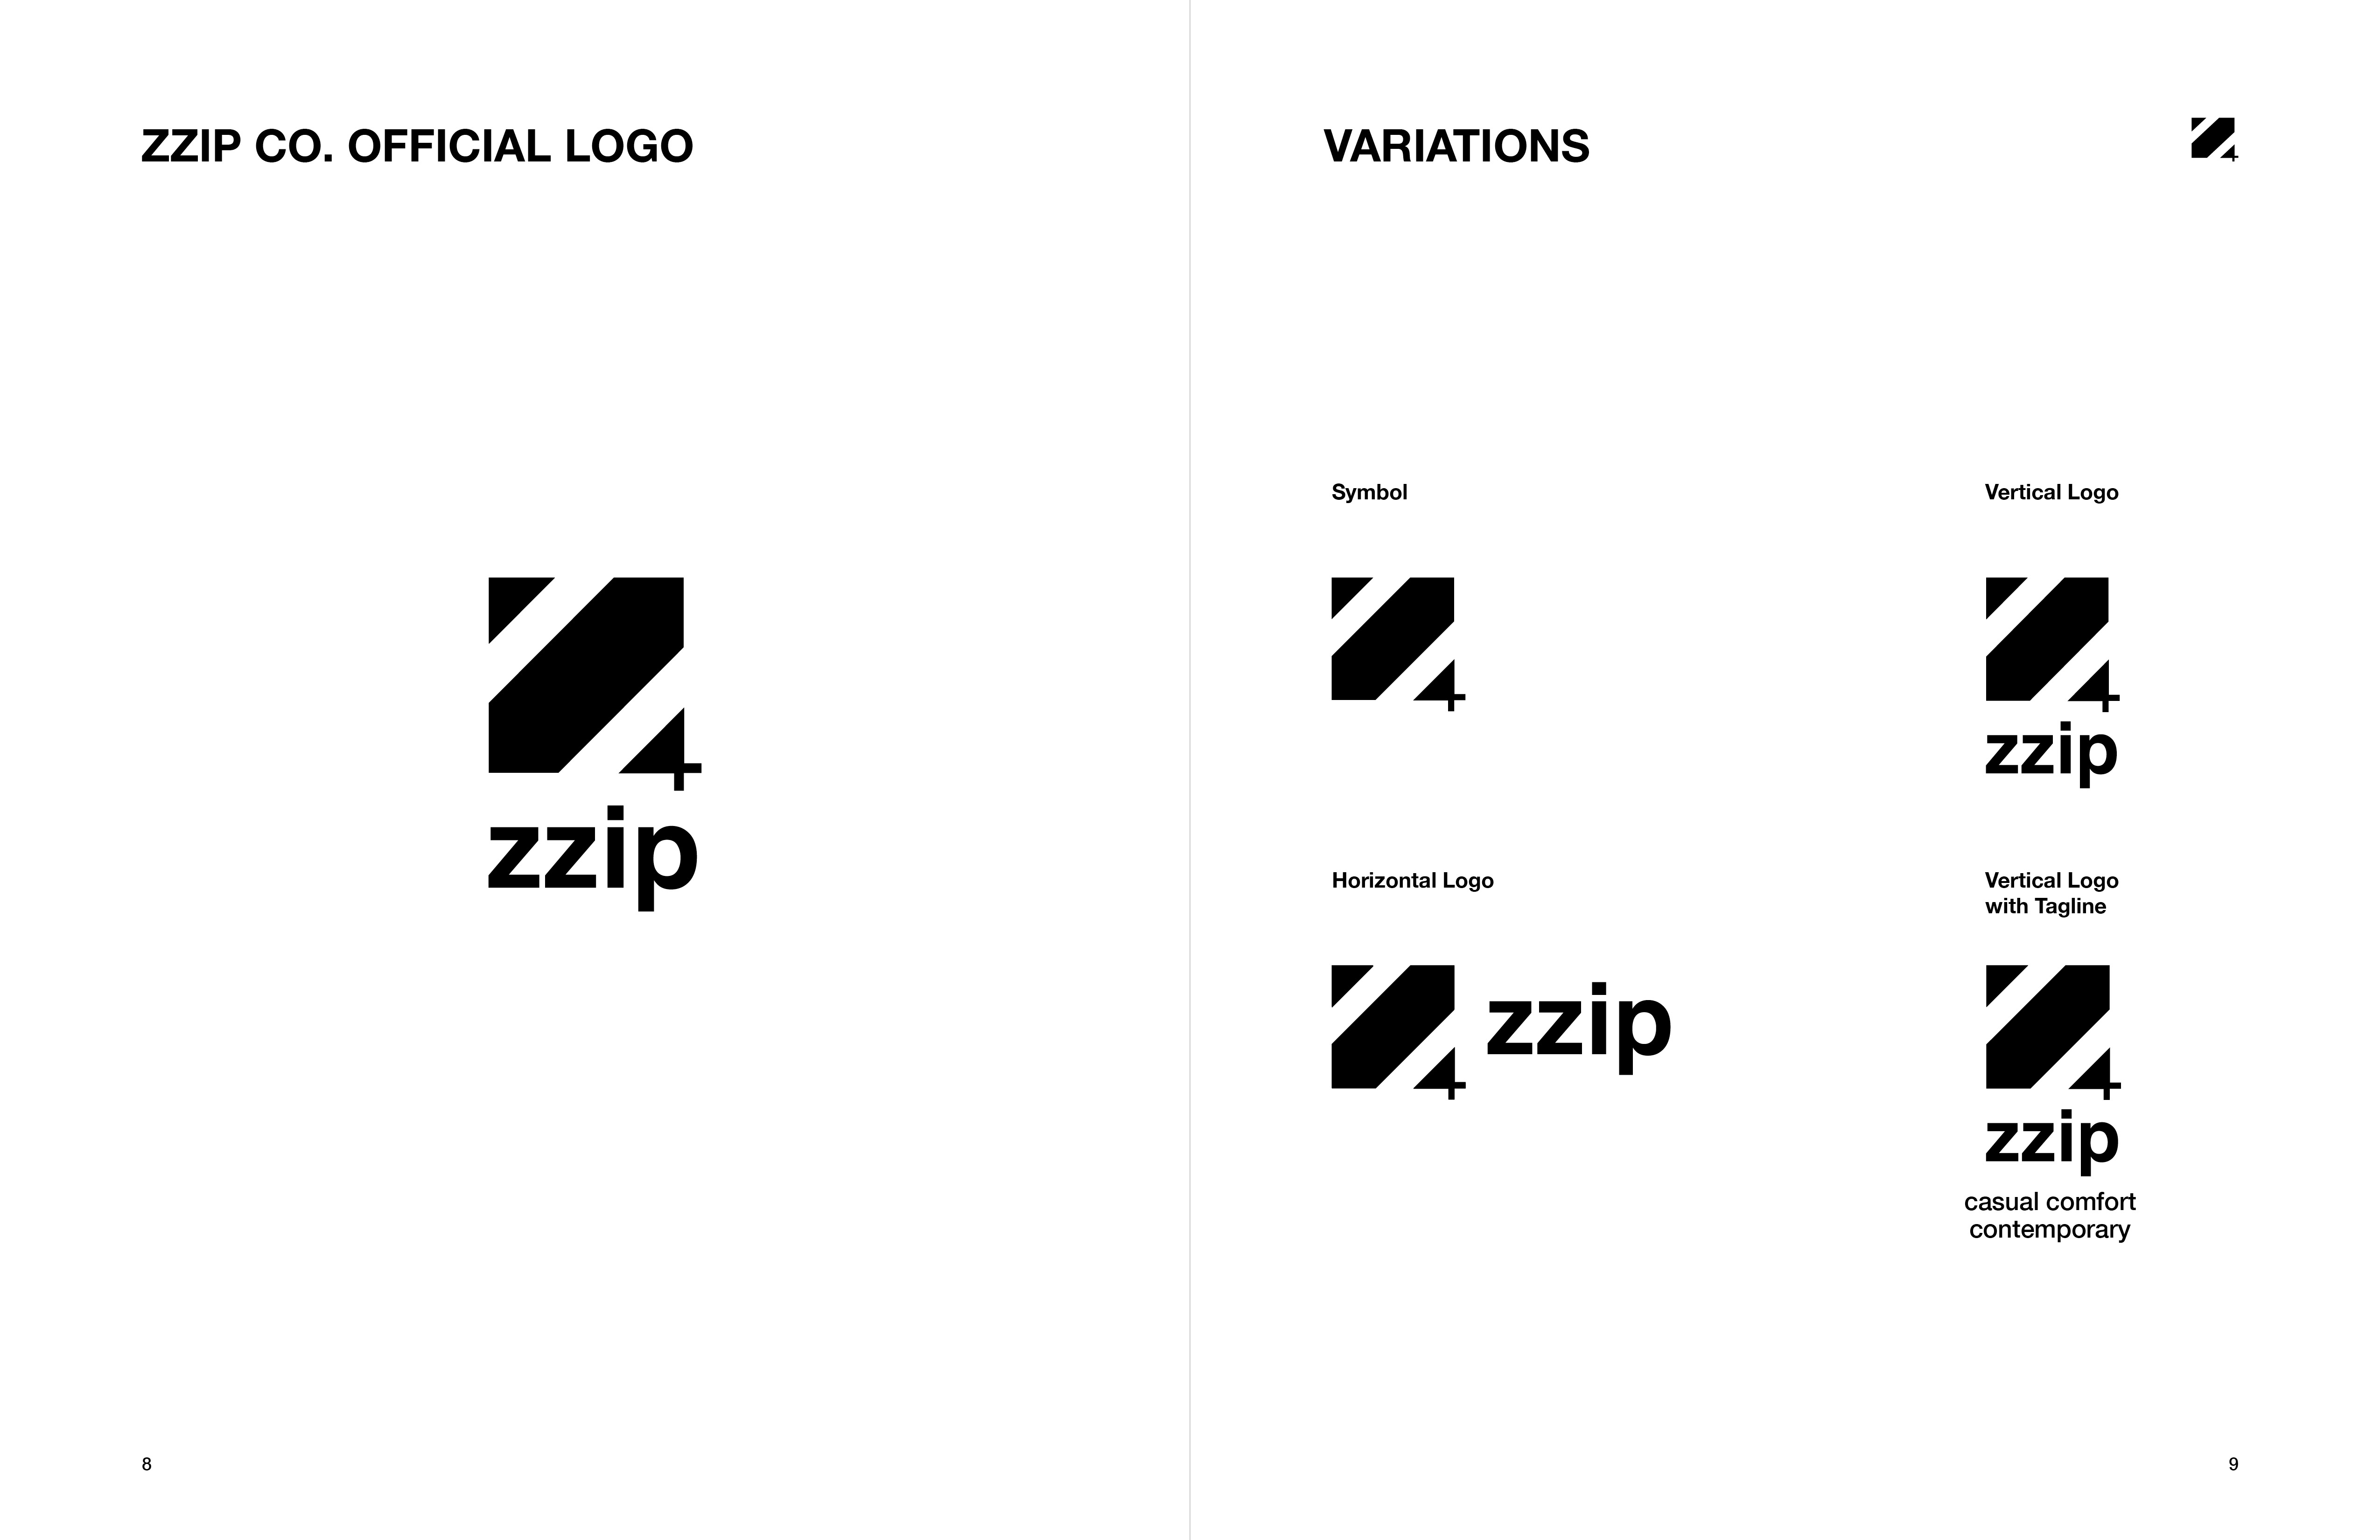 ZZIP CO. OFFICIAL LOGO
zzip
8
VARIATIONS
Symbol
Vertical Logo
zzip
Horizontal Logo
zzip
Vertical Logo
with Tagline
zzip
casual comfort
contemporary
9